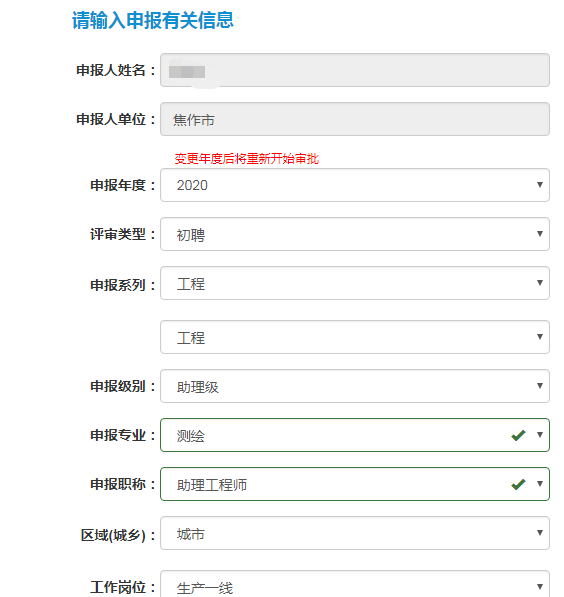 请输入申报有关信息
申报人姓名：
申报人单位： 焦作市
变更年度后将重新开始审批
申报年度： 2020
评审类型： 初聘
申报系列： 工程
工程
申报级别： 助理级
申报专业： 测绘
申报职称： 助理工程师
区域(城乡)： 城市
工作岗位： 生产一线